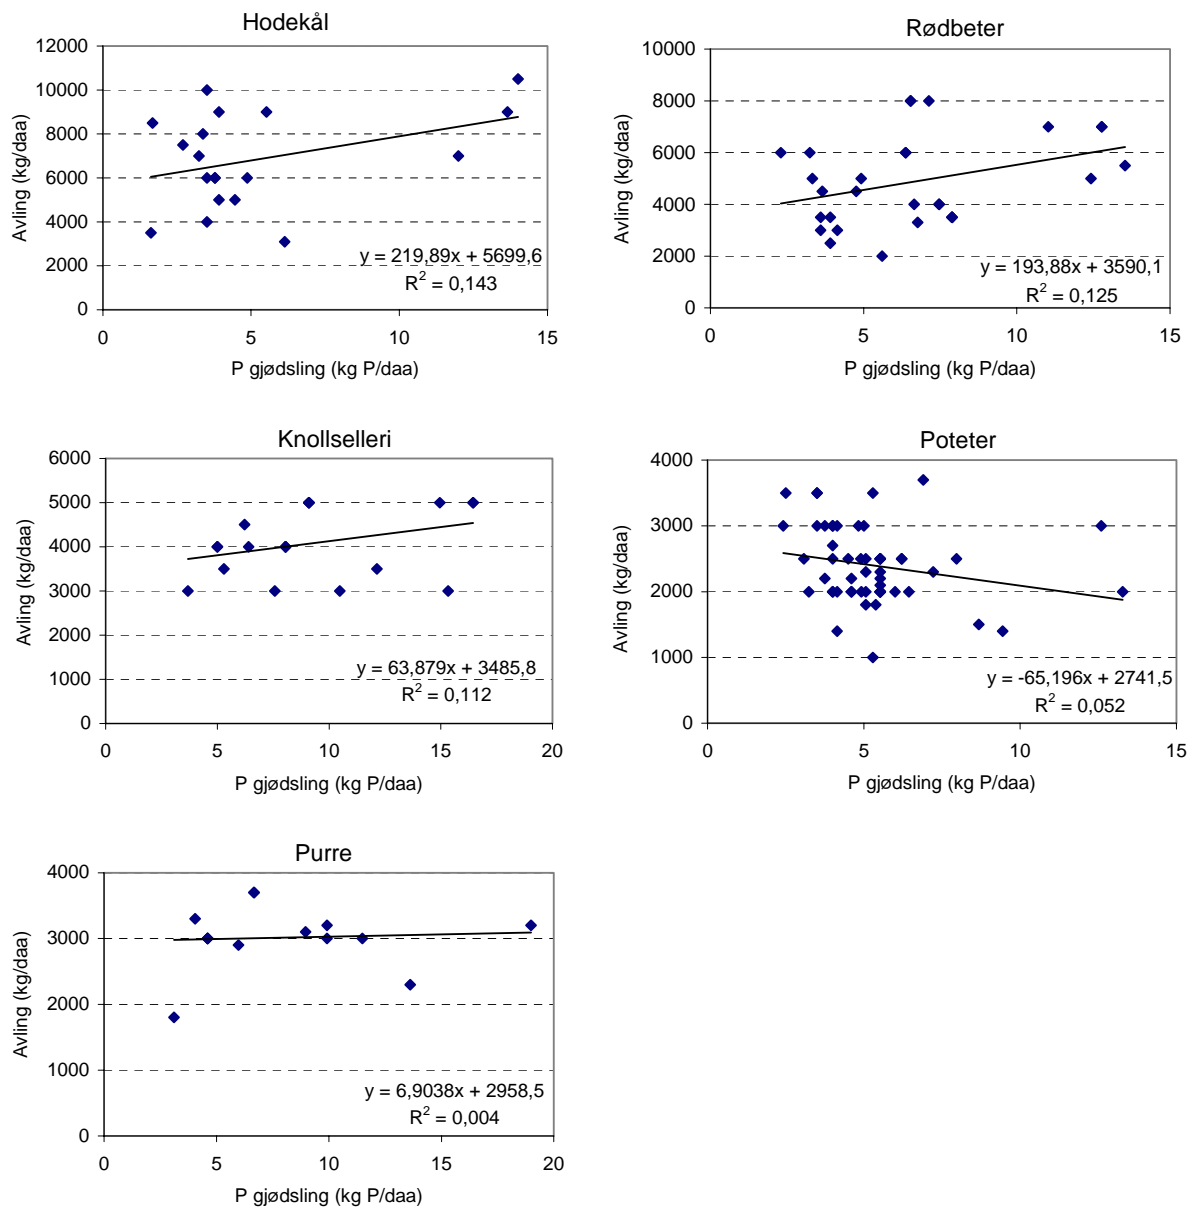 Hodekål
12000
10000
8000
6000
4000
2000
0
Avling (kg/daa)
y = 219,89x + 5699,6
R² = 0,143
0 5 10 15
P gjødsling (kg P/daa)
Rødbeter
10000
8000
6000
4000
2000
0
Avling (kg/daa)
y = 193,88x + 3590,1
R² = 0,125
0 5 10 15
P gjødsling (kg P/daa)
Knollselleri
6000
5000
4000
3000
2000
1000
0
Avling (kg/daa)
y = 63,879x + 3485,8
R² = 0,112
0 5 10 15 20
P gjødsling (kg P/daa)
Poteter
4000
3000
2000
1000
0
Avling (kg/daa)
y = -65,196x + 2741,5
R² = 0,052
0 5 10 15
P gjødsling (kg P/daa)
Purre
4000
3000
2000
1000
0
Avling (kg/daa)
y = 6,9038x + 2958,5
R² = 0,004
0 5 10 15 20
P gjødsling (kg P/daa)